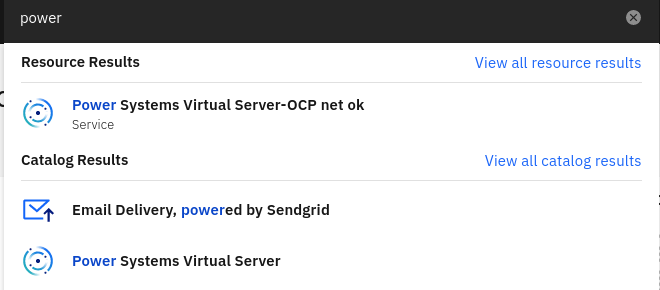 power
Resource Results
View all resource results
Power Systems Virtual Server-OCP net ok
Service
Catalog Results
View all catalog results
Email Delivery, powered by Sendgrid
Power Systems Virtual Server